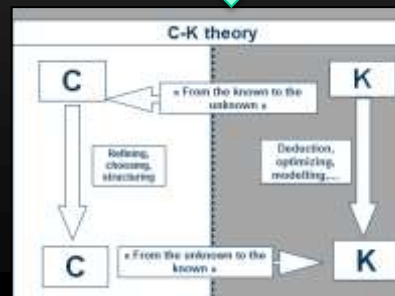 C-K theory
C
« From the known to the
unknown »
K
Refining,
choosing,
structuring
Deduction,
optimizing,
modelling,...
C
« From the unknown to the
known »
K